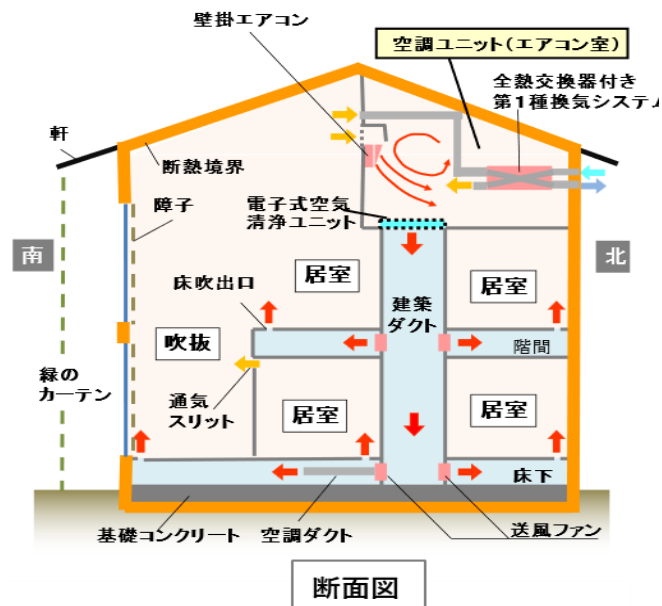 壁掛エアコン
空調ユニット（エアコン室）
全熱交換器付き
第1種換気システム
軒
断熱境界
障子
電子式空気
清浄ユニット
南
北
床吹出口
居室
居室
建築
ダクト
吹抜
階間
緑の
カーテン
通気
スリット
居室
居室
床下
基礎コンクリート
空調ダクト
送風ファン
断面図